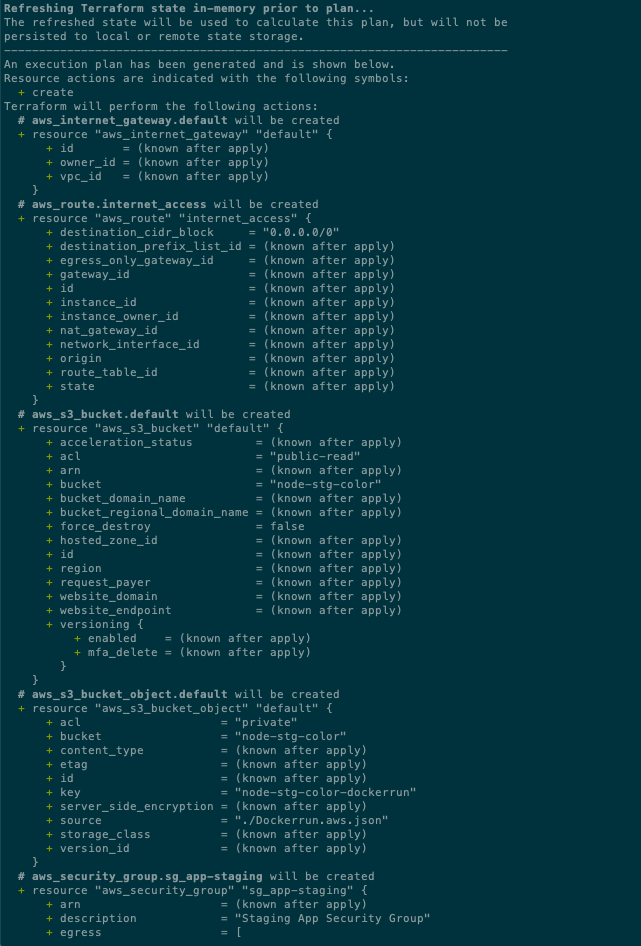 Refreshing Terraform state in-memory prior to plan...
The refreshed state will be used to calculate this plan, but will not be
persisted to local or remote state storage.
------------------------------------------------------------------------
An execution plan has been generated and is shown below.
Resource actions are indicated with the following symbols:
  + create
Terraform will perform the following actions:
  # aws_internet_gateway.default will be created
  + resource "aws_internet_gateway" "default" {
      + id       = (known after apply)
      + owner_id = (known after apply)
      + vpc_id   = (known after apply)
    }
  # aws_route.internet_access will be created
  + resource "aws_route" "internet_access" {
      + destination_cidr_block     = "0.0.0.0/0"
      + destination_prefix_list_id = (known after apply)
      + egress_only_gateway_id     = (known after apply)
      + gateway_id                 = (known after apply)
      + id                         = (known after apply)
      + instance_id                = (known after apply)
      + instance_owner_id          = (known after apply)
      + nat_gateway_id             = (known after apply)
      + network_interface_id       = (known after apply)
      + origin                     = (known after apply)
      + route_table_id             = (known after apply)
      + state                      = (known after apply)
    }
  # aws_s3_bucket.default will be created
  + resource "aws_s3_bucket" "default" {
      + acceleration_status         = (known after apply)
      + acl                         = "public-read"
      + arn                         = (known after apply)
      + bucket                      = "node-stg-color"
      + bucket_domain_name          = (known after apply)
      + bucket_regional_domain_name = (known after apply)
      + force_destroy               = false
      + hosted_zone_id              = (known after apply)
      + id                          = (known after apply)
      + region                      = (known after apply)
      + request_payer               = (known after apply)
      + website_domain              = (known after apply)
      + website_endpoint            = (known after apply)
      + versioning {
          + enabled    = (known after apply)
          + mfa_delete = (known after apply)
        }
    }
  # aws_s3_bucket_object.default will be created
  + resource "aws_s3_bucket_object" "default" {
      + acl                    = "private"
      + bucket                 = "node-stg-color"
      + content_type           = (known after apply)
      + etag                   = (known after apply)
      + id                     = (known after apply)
      + key                    = "node-stg-color-dockerrun"
      + server_side_encryption = (known after apply)
      + source                 = "./Dockerrun.aws.json"
      + storage_class          = (known after apply)
      + version_id             = (known after apply)
    }
  # aws_security_group.sg_app-staging will be created
  + resource "aws_security_group" "sg_app-staging" {
      + arn                    = (known after apply)
      + description            = "Staging App Security Group"
      + egress                 = [